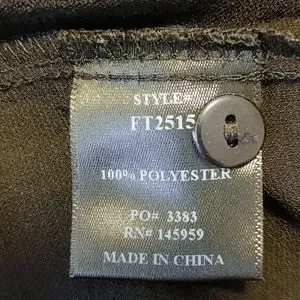 STYLE#
FT2515
100% POLYESTER
PO# 3383
RN# 145959
MADE IN CHINA